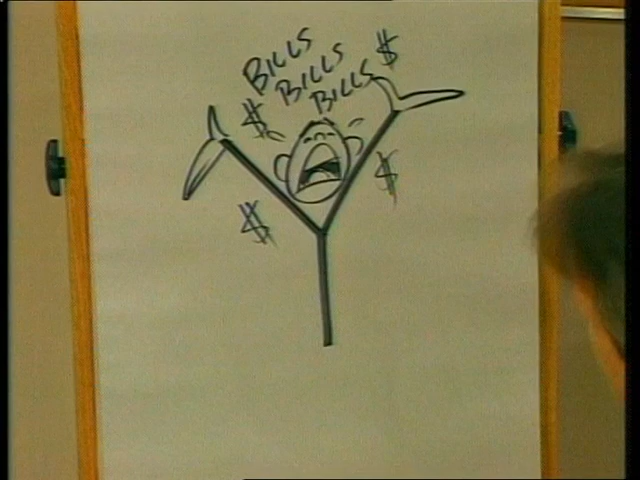 BILLS $
BILLS
$ BILLS
$
$